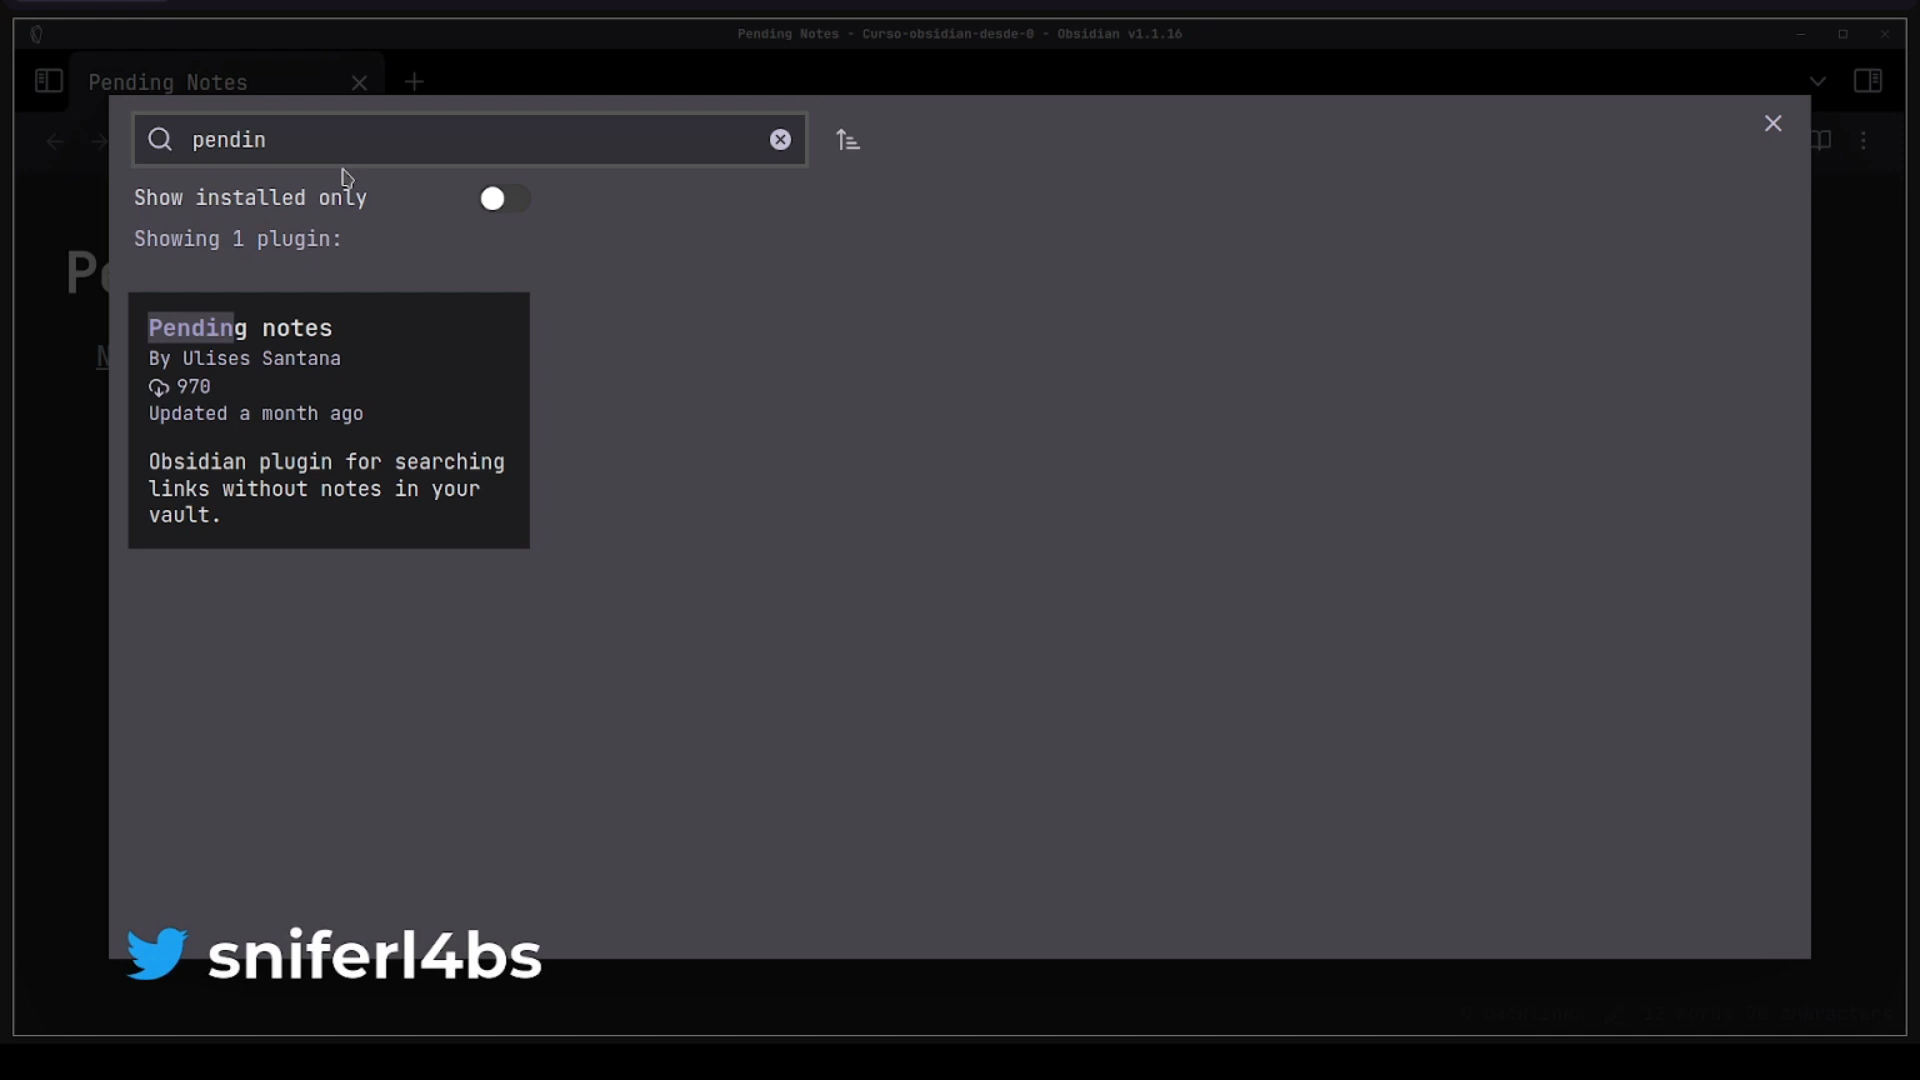 Pending Notes - Curso-obsidian-desde-0 - Obsidian v1.1.16
Pending Notes
pendin
Show installed only
Showing 1 plugin:
Pending notes
By Ulises Santana
970
Updated a month ago
Obsidian plugin for searching
links without notes in your
vault.
sniferl4bs